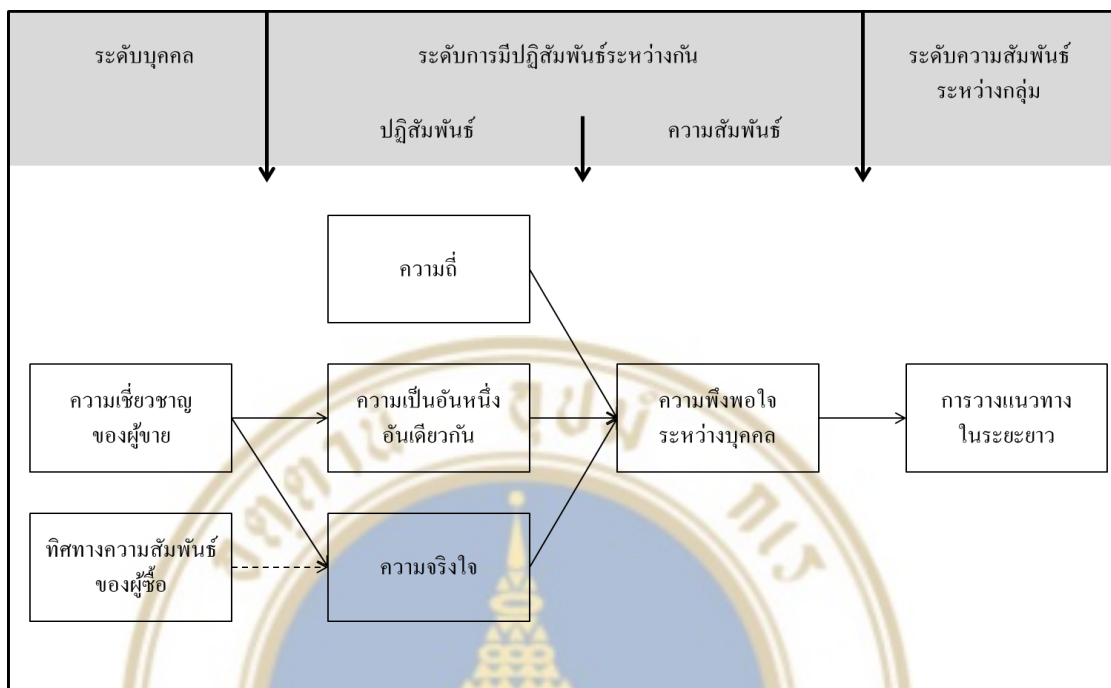 ระดับบุคคล
ระดับการมีปฏิสัมพันธ์ระหว่างกัน
ระดับความสัมพันธ์
ระหว่างกลุ่ม
ปฏิสัมพันธ์
ความสัมพันธ์
ความถี่
ความเชี่ยวชาญ
ของผู้ขาย
ความเป็นอันหนึ่ง
อันเดียวกัน
ความพึงพอใจ
ระหว่างบุคคล
การวางแนวทาง
ในระยะยาว
ทิศทางความสัมพันธ์
ของผู้ซื้อ
ความจริงใจ